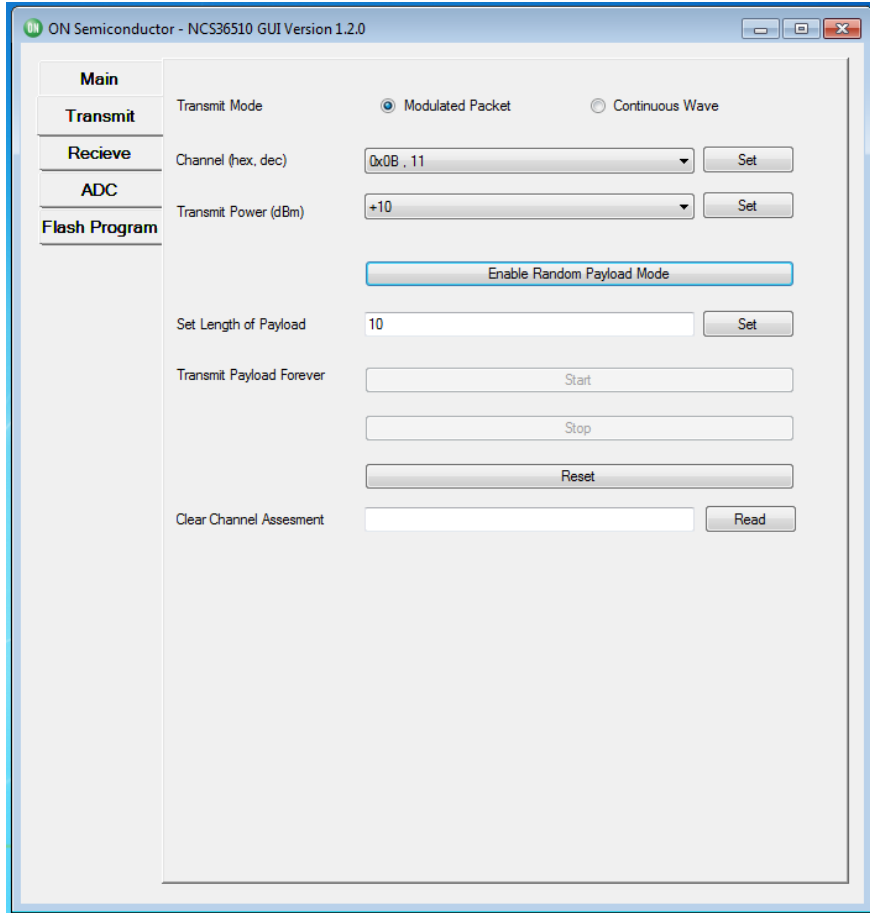 ON ON Semiconductor - NCS36510 GUI Version 1.2.0
Main
Transmit
Recieve
ADC
Flash Program
Transmit Mode Modulated Packet Continuous Wave
Channel (hex, dec) 0x0B , 11 Set
Transmit Power (dBm) +10 Set
Enable Random Payload Mode
Set Length of Payload 10 Set
Transmit Payload Forever Start
Stop
Reset
Clear Channel Assesment Read